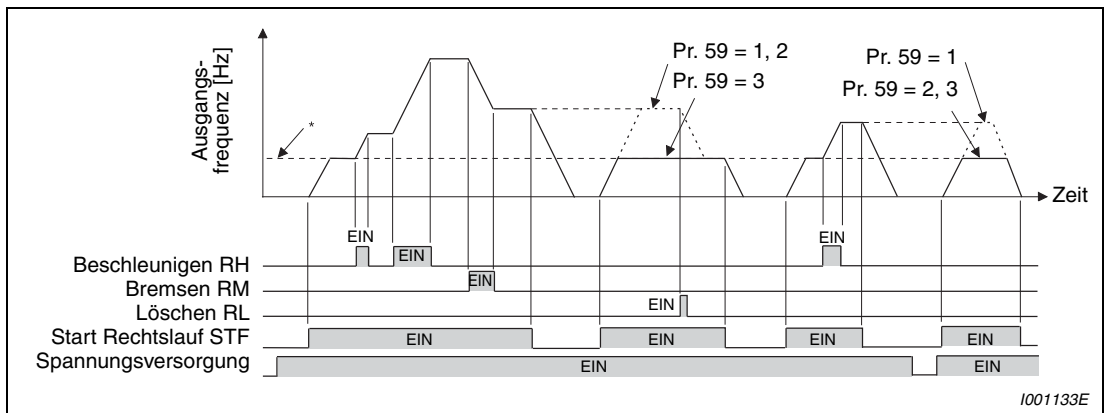 Ausgangs-
frequenz [Hz]
*
Pr. 59 = 1, 2
Pr. 59 = 3
Pr. 59 = 1
Pr. 59 = 2, 3
Zeit
EIN
EIN
EIN
Beschleunigen RH
EIN
Bremsen RM
EIN
Löschen RL
Start Rechtslauf STF
EIN
EIN
EIN
EIN
Spannungsversorgung
EIN
EIN
I001133E